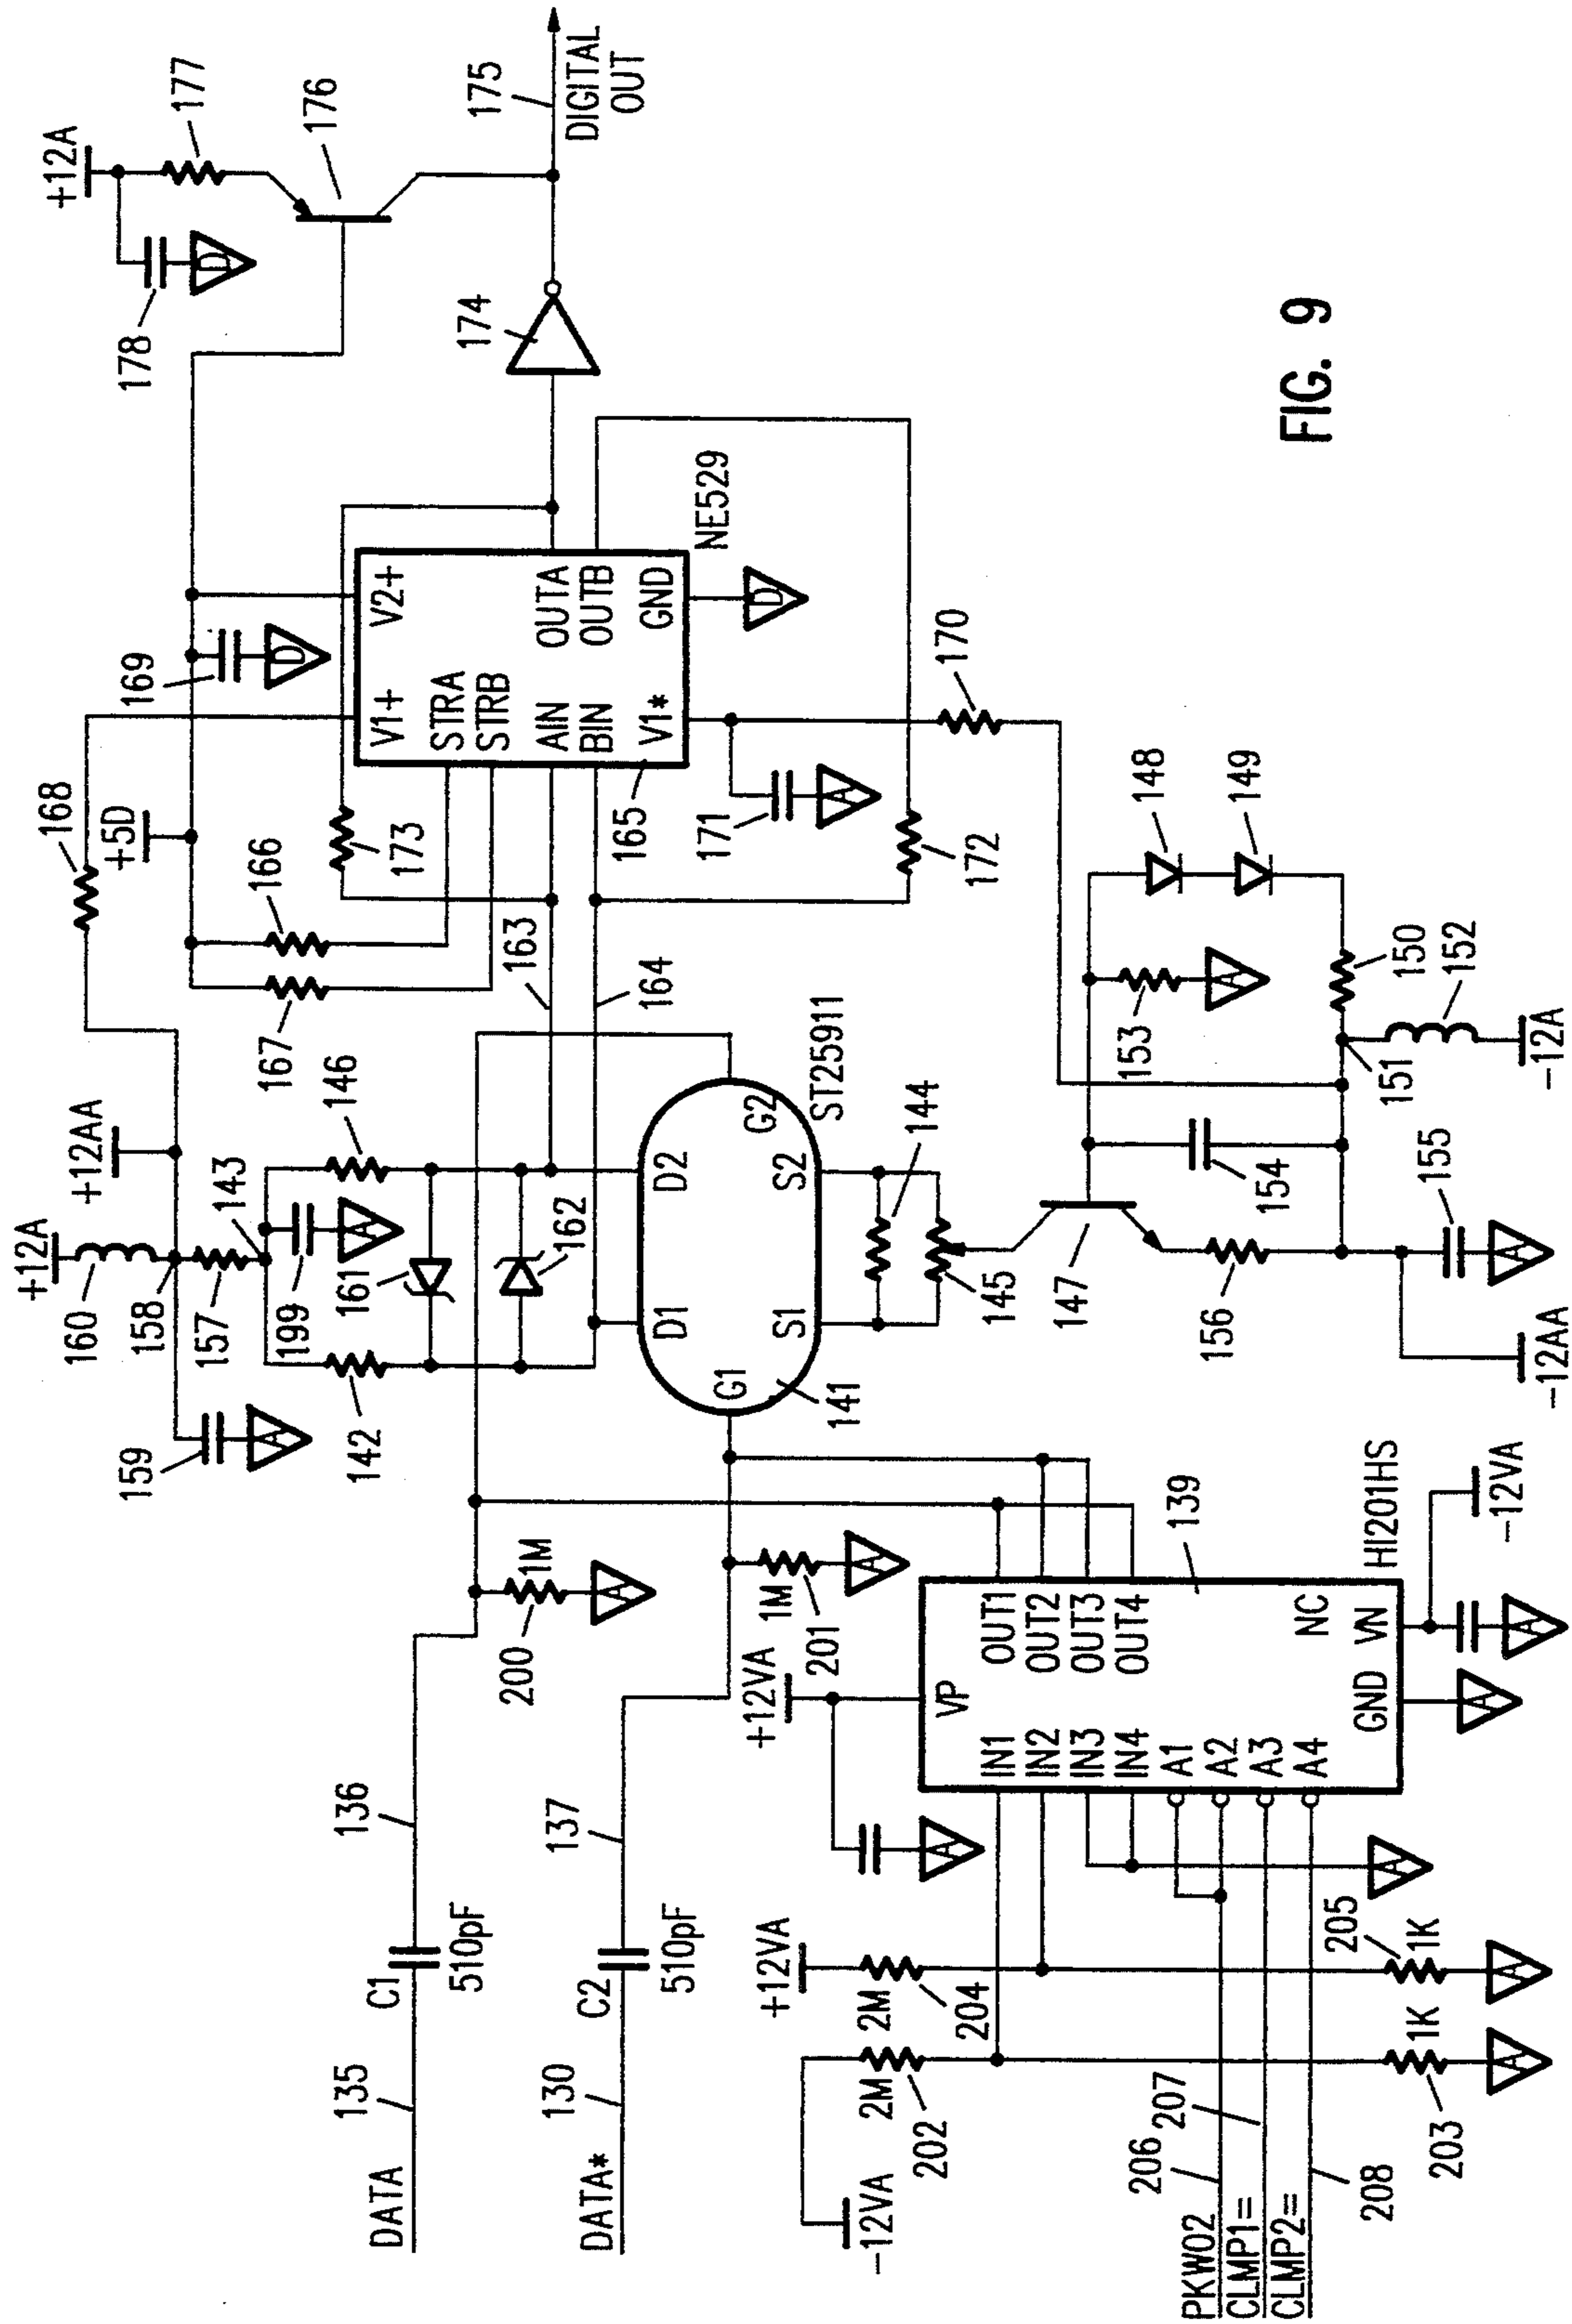 +12A
177
176
178
D
174
175
DIGITAL
OUT
168
+5D
169
D
166
167
173
V1+
V2+
STRA
STRB
AIN
BIN
V1*
OUTA
OUTB
GND
NE529
D
165
163
164
171
A
172
170
+12A
+12AA
160
158
157
143
146
199
A
161
162
159
A
142
D1
D2
G1
G2
S1
S2
ST25911
141
144
145
147
148
149
153
A
150
151
152
-12A
154
155
A
156
-12AA
DATA
135
C1
510pF
136
200
1M
A
DATA*
130
C2
510pF
137
201
1M
A
+12VA
A
VP
IN1
IN2
IN3
IN4
A1
A2
A3
A4
OUT1
OUT2
OUT3
OUT4
NC
GND
VN
139
HI201HS
-12VA
A
A
A
+12VA
2M
204
205
1K
A
-12VA
2M
202
203
1K
A
PKW02
206
CLMP1=
207
CLMP2=
208
FIG. 9